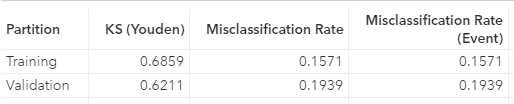 Partition KS (Youden) Misclassification Rate Misclassification Rate (Event)
Training 0.6859 0.1571 0.1571
Validation 0.6211 0.1939 0.1939